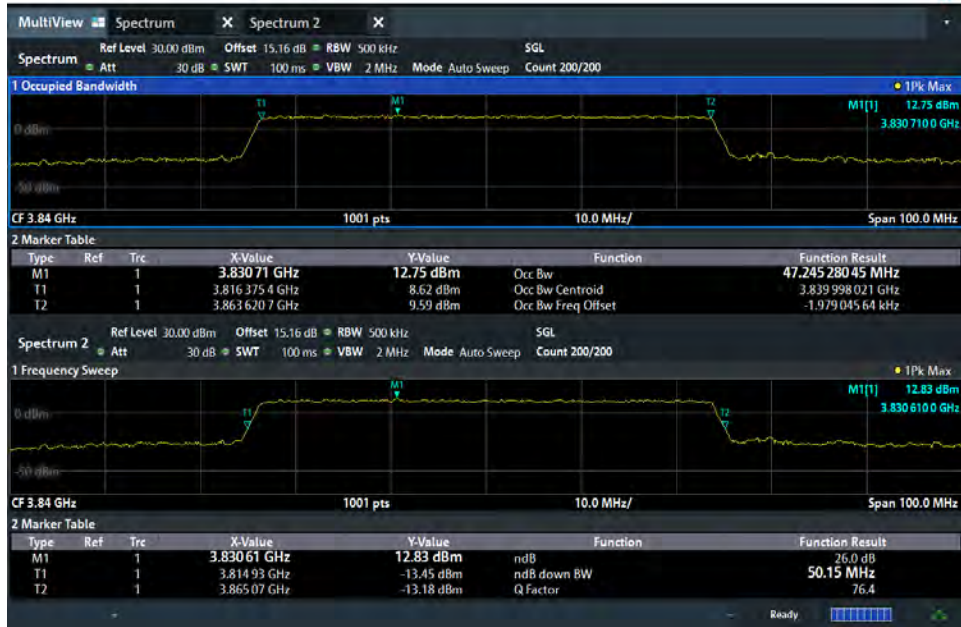 MultiView Spectrum X Spectrum 2 X
Spectrum
Ref Level 30.00 dBm Offset 15.16 dB RBW 500 kHz SGL
Att 30 dB SWT 100 ms VBW 2 MHz Mode Auto Sweep Count 200/200
1 Occupied Bandwidth 1Pk Max
M1[1] 12.75 dBm
3.830 710 0 GHz
T1 M1 T2
0 dBm
-50 dBm
CF 3.84 GHz 1001 pts 10.0 MHz/ Span 100.0 MHz
2 Marker Table
Type Ref Trc X-Value Y-Value Function Function Result
M1 1 3.830 71 GHz 12.75 dBm Occ Bw 47.245 280 45 MHz
T1 1 3.816 375 4 GHz 8.62 dBm Occ Bw Centroid 3.839 998 021 GHz
T2 1 3.863 620 7 GHz 9.59 dBm Occ Bw Freq Offset -1.979 045 64 kHz
Spectrum 2
Ref Level 30.00 dBm Offset 15.16 dB RBW 500 kHz SGL
Att 30 dB SWT 100 ms VBW 2 MHz Mode Auto Sweep Count 200/200
1 Frequency Sweep 1Pk Max
M1[1] 12.83 dBm
3.830 610 0 GHz
M1
0 dBm
T1 T2
-50 dBm
CF 3.84 GHz 1001 pts 10.0 MHz/ Span 100.0 MHz
2 Marker Table
Type Ref Trc X-Value Y-Value Function Function Result
M1 1 3.830 61 GHz 12.83 dBm ndB 26.0 dB
T1 1 3.814 93 GHz -13.45 dBm ndB down BW 50.15 MHz
T2 1 3.865 07 GHz -13.18 dBm Q Factor 76.4
Ready